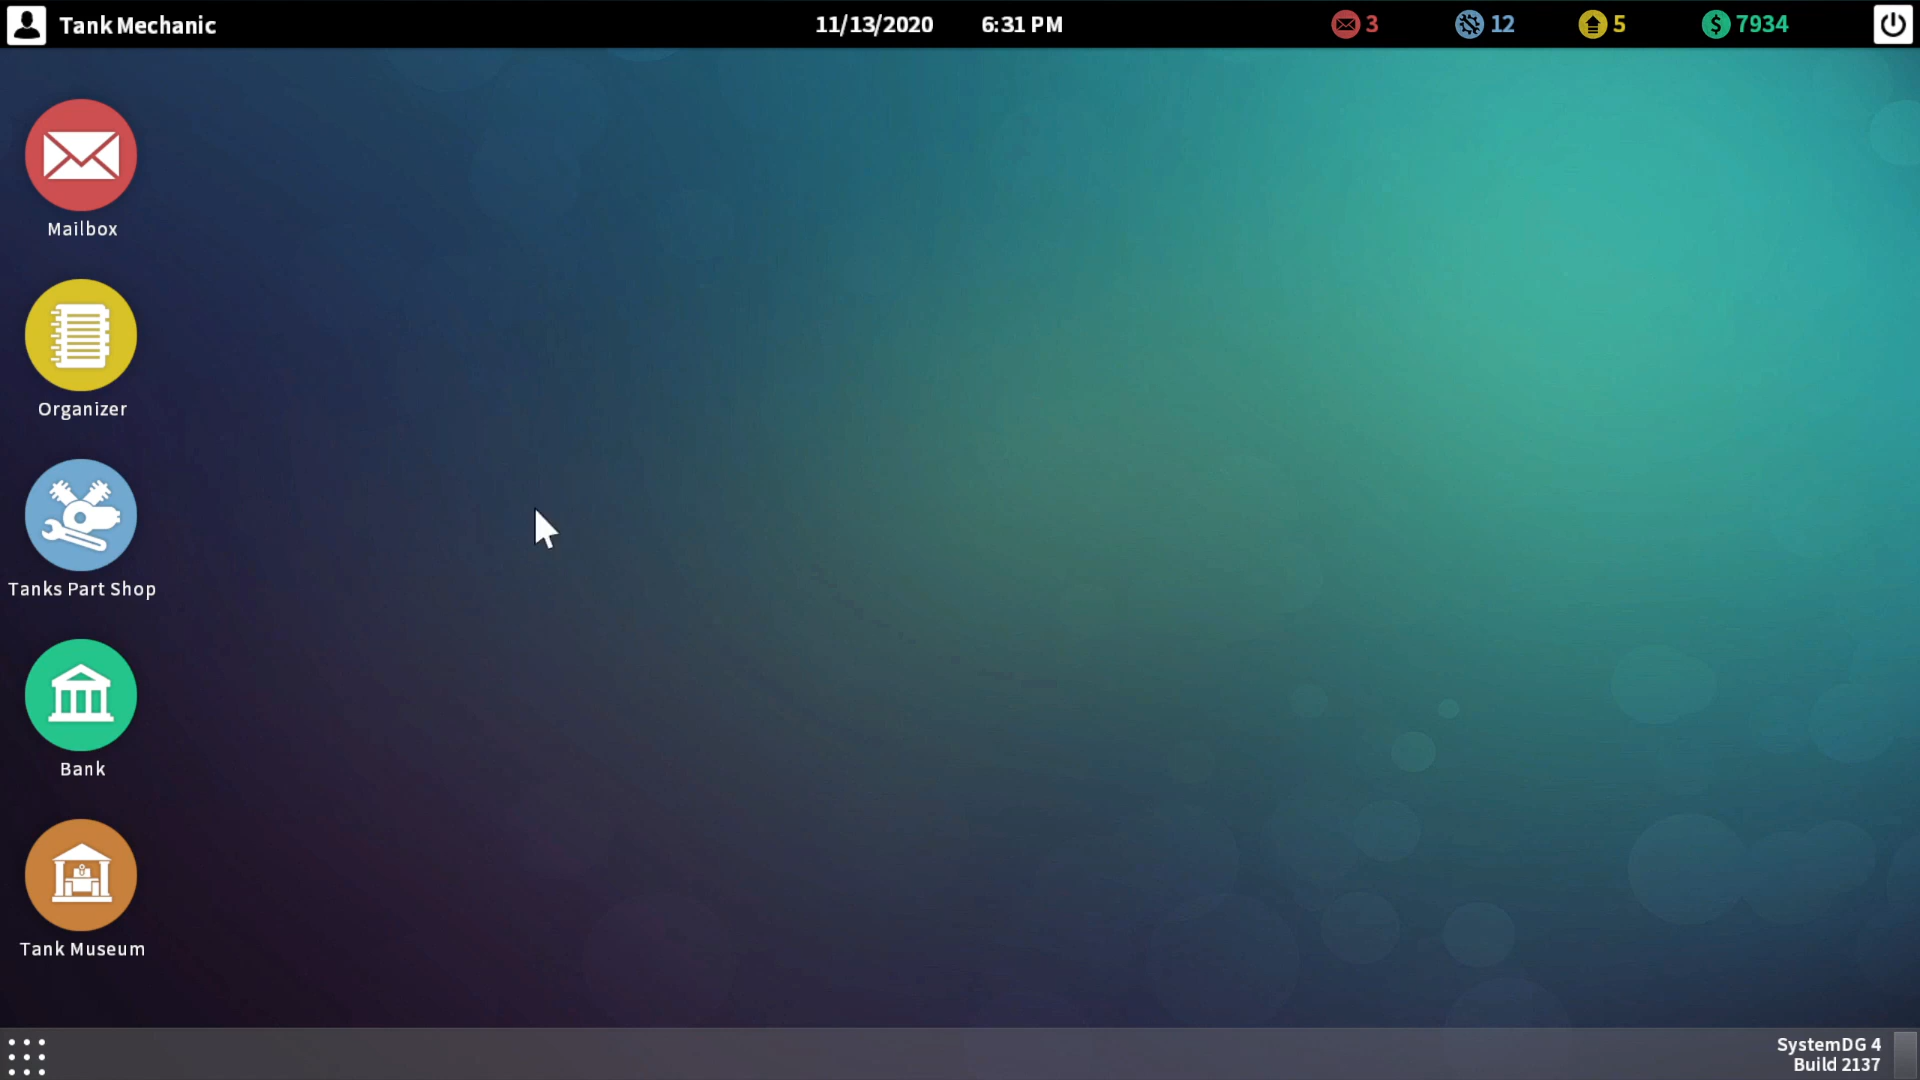 Tank Mechanic
11/13/2020 6:31 PM
3 12 5 $ 7934
Mailbox
Organizer
Tanks Part Shop
Bank
Tank Museum
SystemDG 4
Build 2137